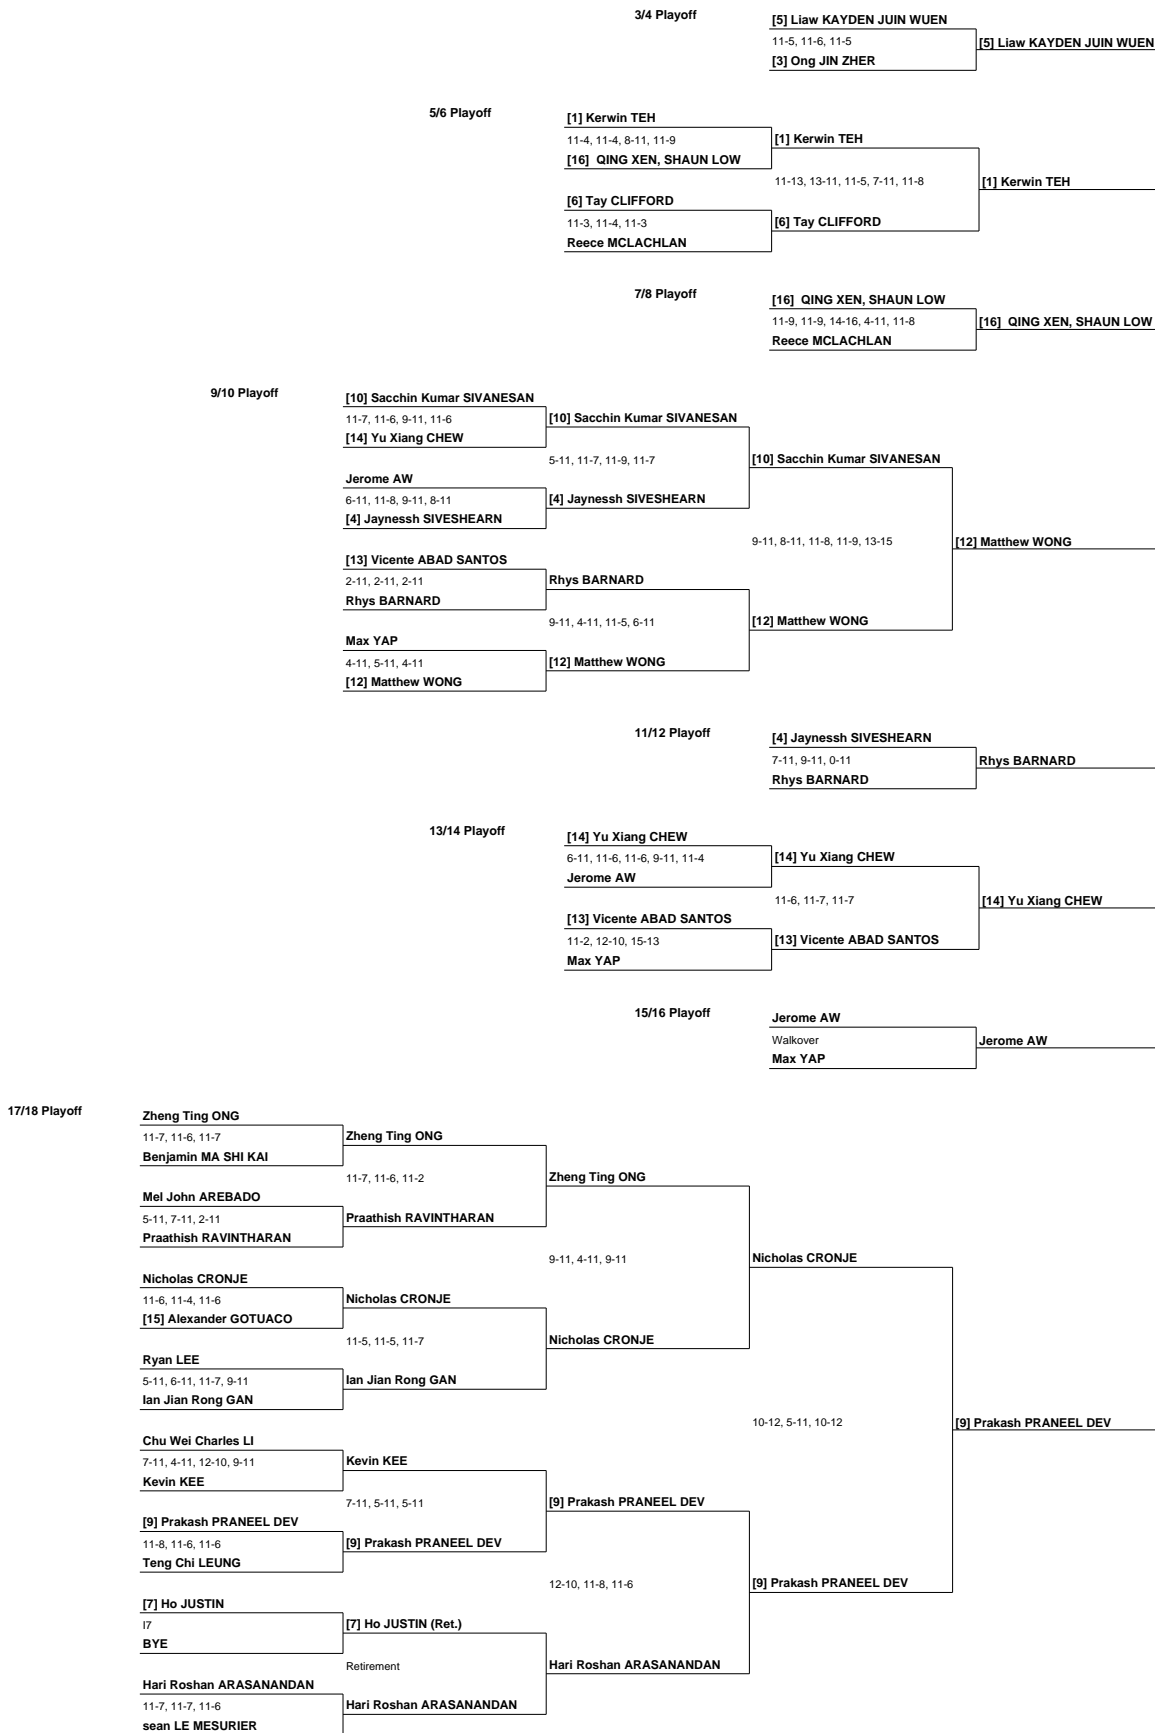 3/4 Playoff
[5] Liaw KAYDEN JUIN WUEN
11-5, 11-6, 11-5
[5] Liaw KAYDEN JUIN WUEN
[3] Ong JIN ZHER
5/6 Playoff
[1] Kerwin TEH
11-4, 11-4, 8-11, 11-9
[1] Kerwin TEH
[16]  QING XEN, SHAUN LOW
11-13, 13-11, 11-5, 7-11, 11-8
[1] Kerwin TEH
[6] Tay CLIFFORD
11-3, 11-4, 11-3
[6] Tay CLIFFORD
Reece MCLACHLAN
7/8 Playoff
[16]  QING XEN, SHAUN LOW
11-9, 11-9, 14-16, 4-11, 11-8
[16]  QING XEN, SHAUN LOW
Reece MCLACHLAN
9/10 Playoff
[10] Sacchin Kumar SIVANESAN
11-7, 11-6, 9-11, 11-6
[10] Sacchin Kumar SIVANESAN
[14] Yu Xiang CHEW
5-11, 11-7, 11-9, 11-7
[10] Sacchin Kumar SIVANESAN
Jerome AW
6-11, 11-8, 9-11, 8-11
[4] Jaynessh SIVESHEARN
[4] Jaynessh SIVESHEARN
9-11, 8-11, 11-8, 11-9, 13-15
[12] Matthew WONG
[13] Vicente ABAD SANTOS
2-11, 2-11, 2-11
Rhys BARNARD
Rhys BARNARD
9-11, 4-11, 11-5, 6-11
[12] Matthew WONG
Max YAP
4-11, 5-11, 4-11
[12] Matthew WONG
[12] Matthew WONG
11/12 Playoff
[4] Jaynessh SIVESHEARN
7-11, 9-11, 0-11
Rhys BARNARD
Rhys BARNARD
13/14 Playoff
[14] Yu Xiang CHEW
6-11, 11-6, 11-6, 9-11, 11-4
[14] Yu Xiang CHEW
Jerome AW
11-6, 11-7, 11-7
[14] Yu Xiang CHEW
[13] Vicente ABAD SANTOS
11-2, 12-10, 15-13
[13] Vicente ABAD SANTOS
Max YAP
15/16 Playoff
Jerome AW
Walkover
Jerome AW
Max YAP
17/18 Playoff
Zheng Ting ONG
11-7, 11-6, 11-7
Zheng Ting ONG
Benjamin MA SHI KAI
11-7, 11-6, 11-2
Zheng Ting ONG
Mel John AREBADO
5-11, 7-11, 2-11
Praathish RAVINTHARAN
Praathish RAVINTHARAN
9-11, 4-11, 9-11
Nicholas CRONJE
Nicholas CRONJE
11-6, 11-4, 11-6
Nicholas CRONJE
[15] Alexander GOTUACO
11-5, 11-5, 11-7
Nicholas CRONJE
Ryan LEE
5-11, 6-11, 11-7, 9-11
Ian Jian Rong GAN
Ian Jian Rong GAN
10-12, 5-11, 10-12
[9] Prakash PRANEEL DEV
Chu Wei Charles LI
7-11, 4-11, 12-10, 9-11
Kevin KEE
Kevin KEE
7-11, 5-11, 5-11
[9] Prakash PRANEEL DEV
[9] Prakash PRANEEL DEV
11-8, 11-6, 11-6
[9] Prakash PRANEEL DEV
Teng Chi LEUNG
12-10, 11-8, 11-6
[9] Prakash PRANEEL DEV
[7] Ho JUSTIN
I7
[7] Ho JUSTIN (Ret.)
BYE
Retirement
Hari Roshan ARASANANDAN
Hari Roshan ARASANANDAN
11-7, 11-7, 11-6
Hari Roshan ARASANANDAN
sean LE MESURIER